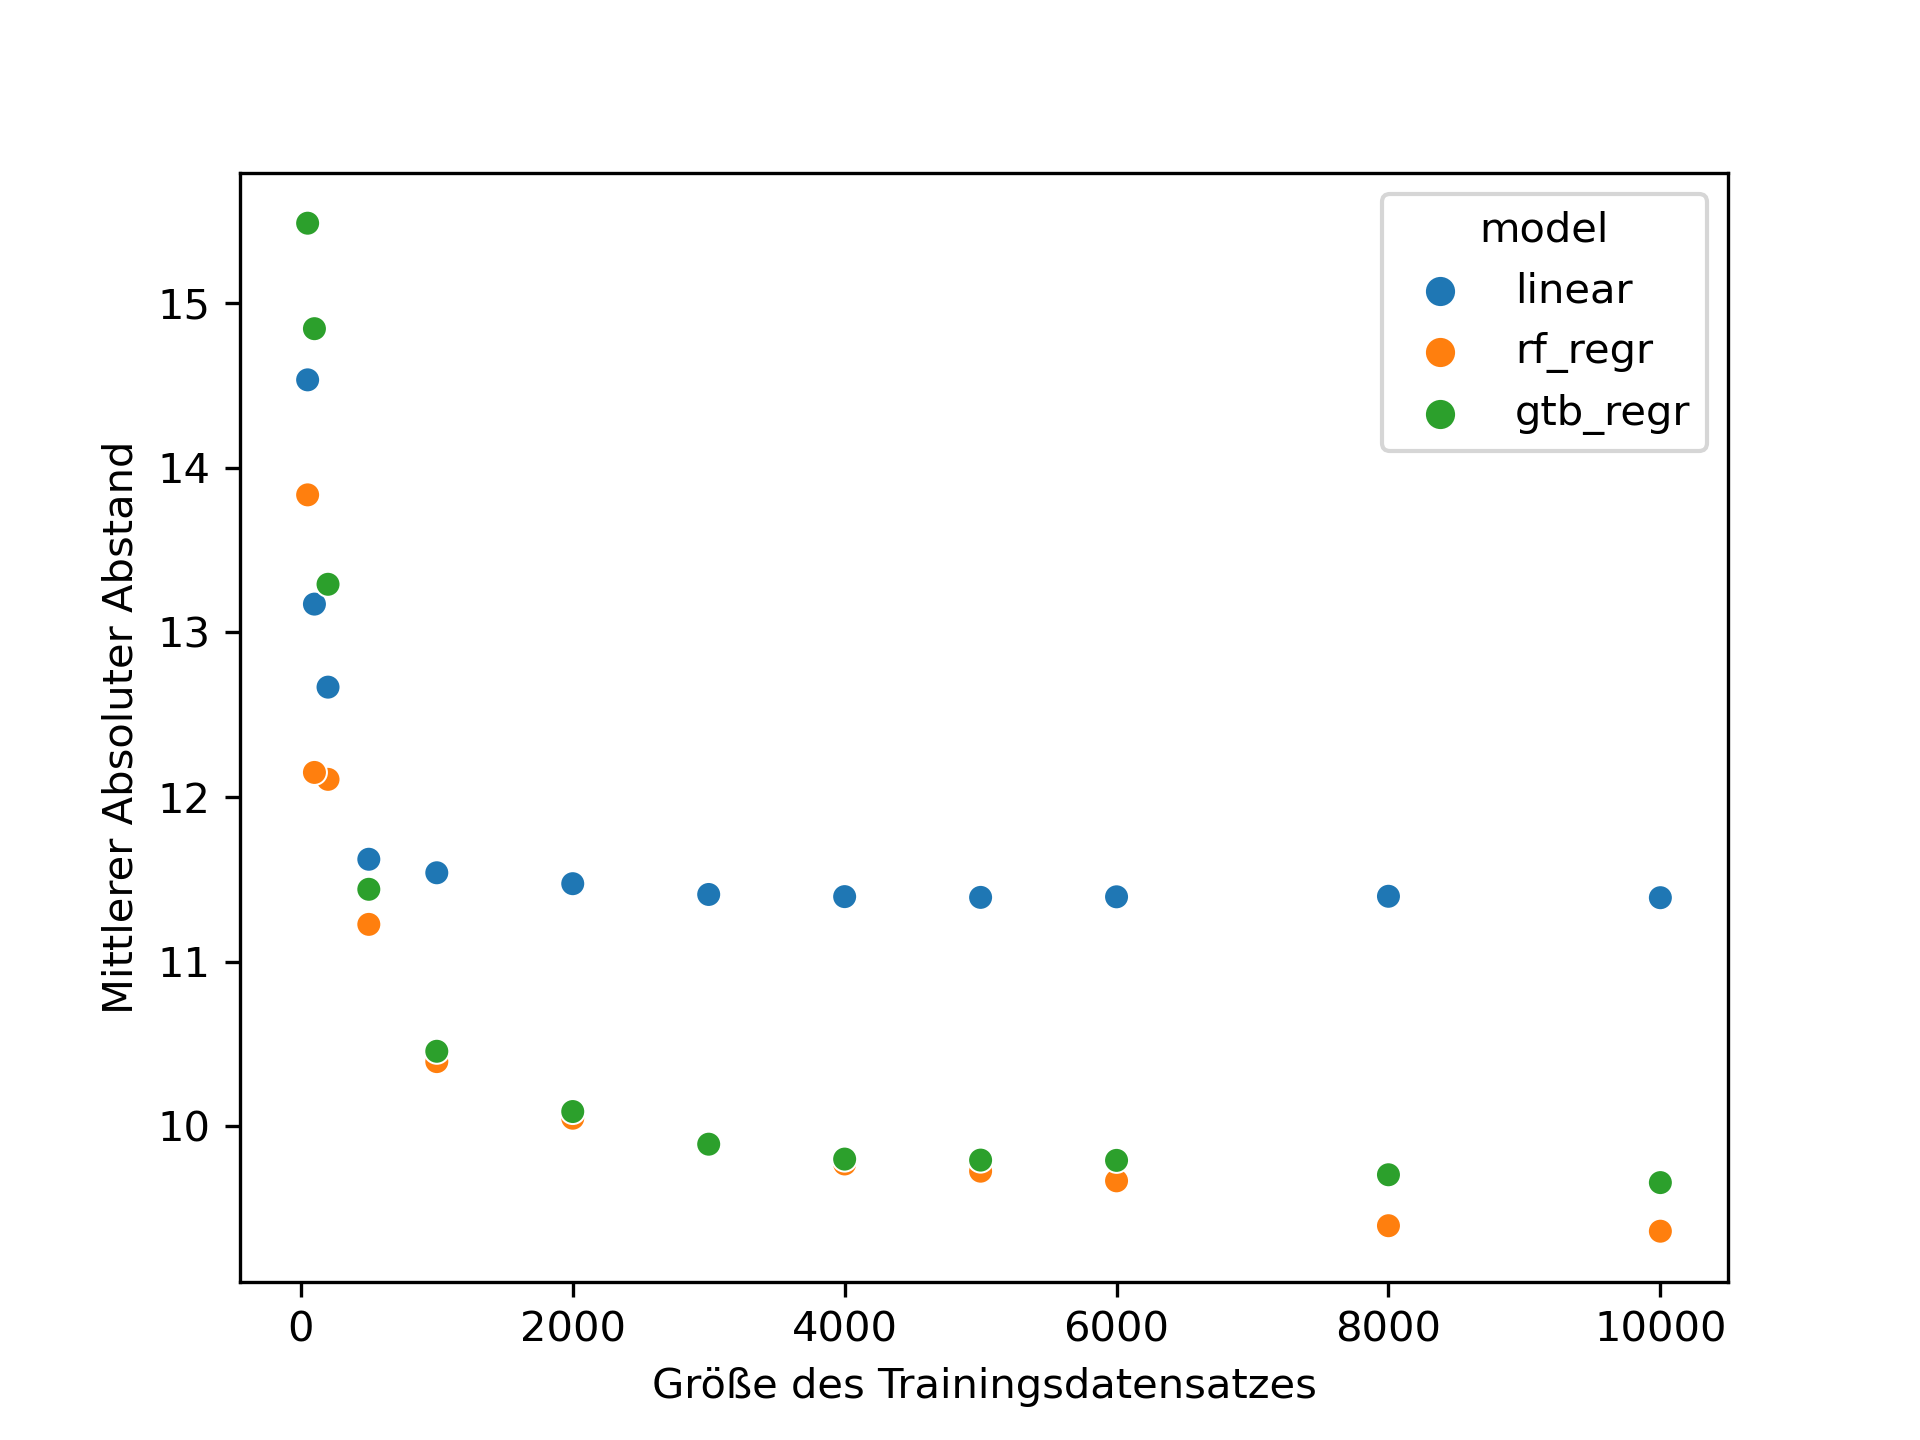 model
linear
rf_regr
gtb_regr
Mittlerer Absoluter Abstand
15
14
13
12
11
10
0 2000 4000 6000 8000 10000
Größe des Trainingsdatensatzes